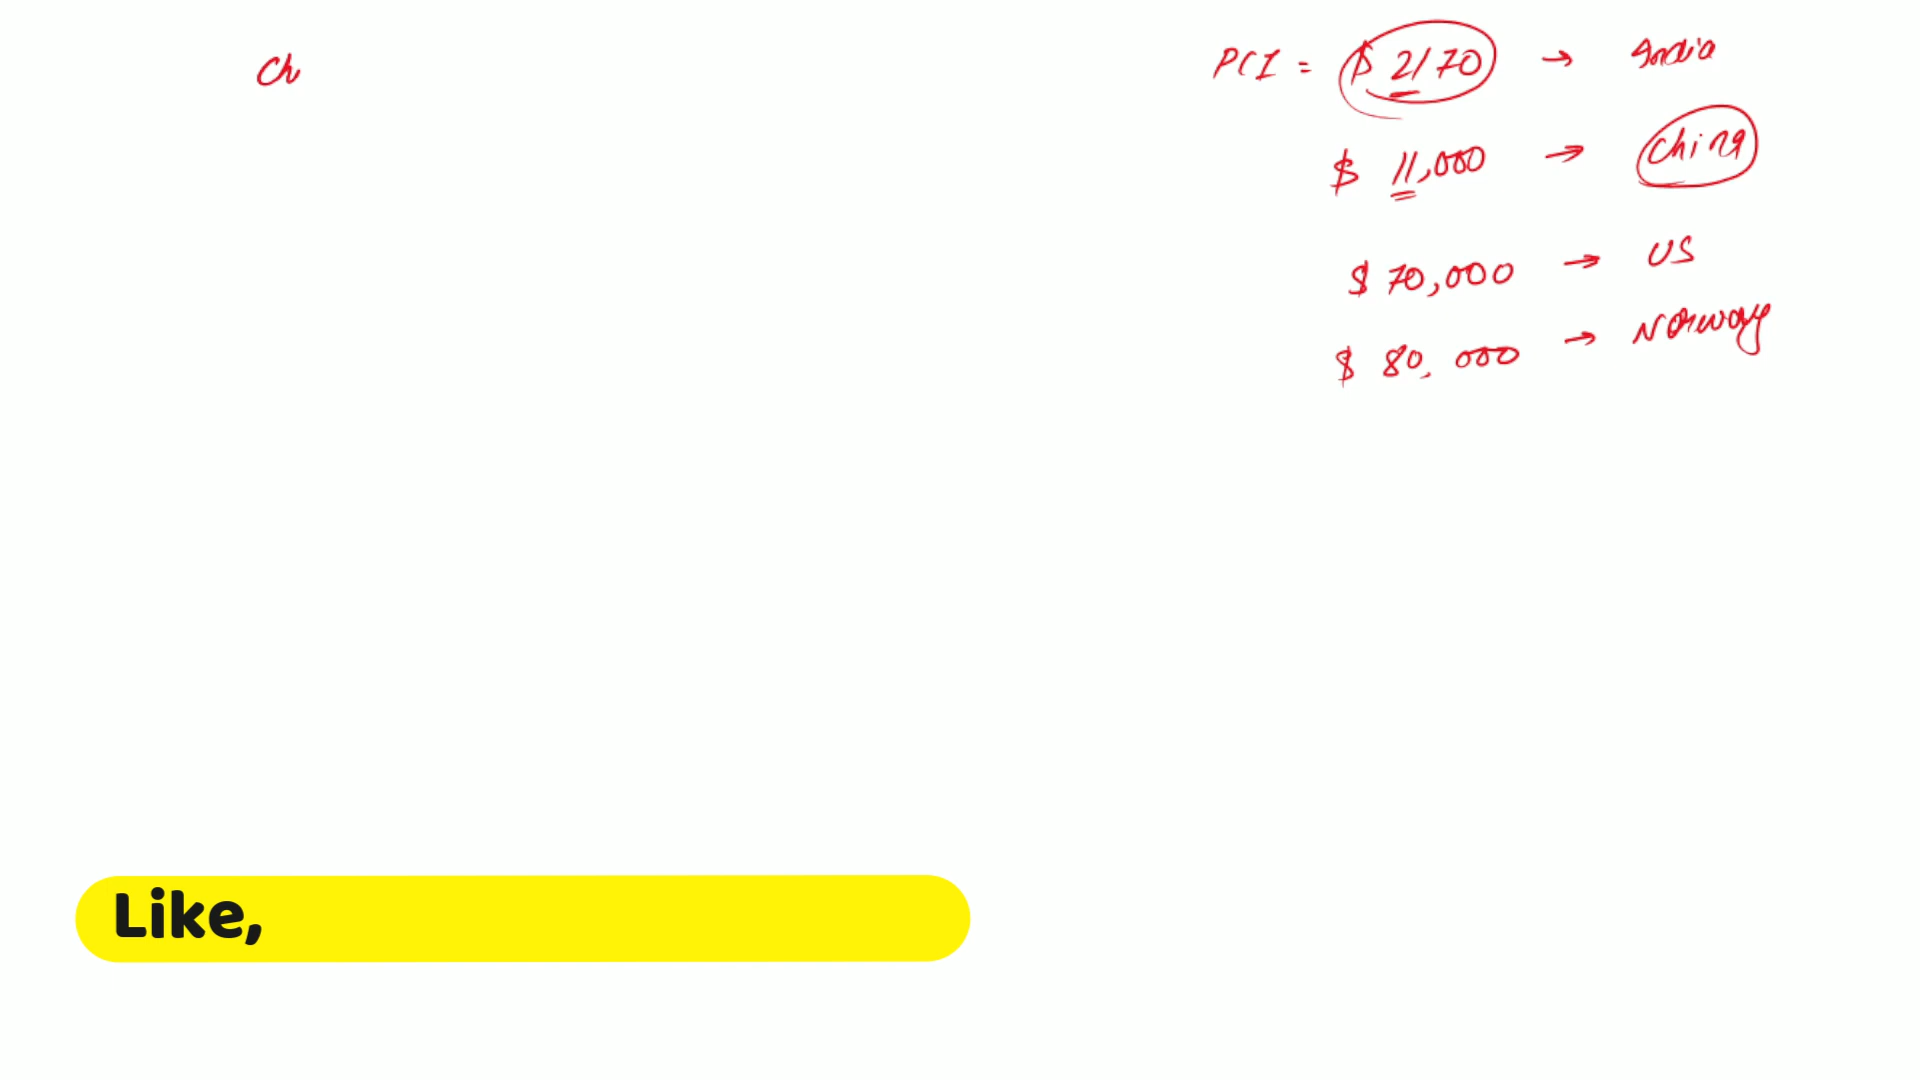 Ch
PCI = $ 2170 → India
$ 11,000 → China
$ 70,000 → US
$ 80,000 → Norway
Like,